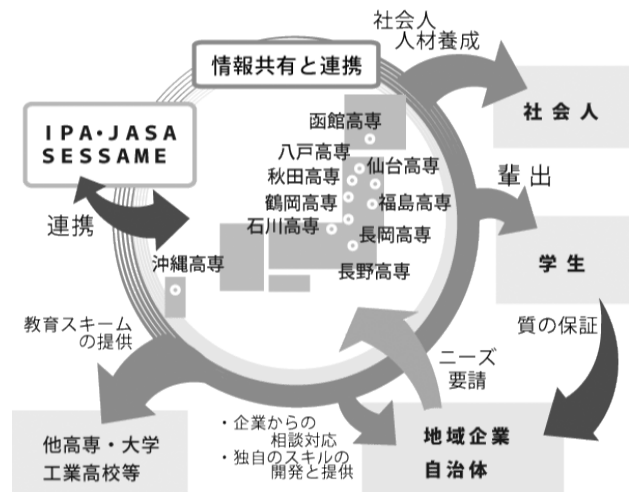 社会人
人材養成
情報共有と連携
社会人
IPA・JASA
SESSAME
函館高専
八戸高専
仙台高専
秋田高専
鶴岡高専
福島高専
石川高専
長岡高専
長野高専
沖縄高専
連携
輩出
学生
教育スキーム
の提供
質の保証
ニーズ
要請
・企業からの
相談対応
・独自のスキルの
開発と提供
他高専・大学
工業高校等
地域企業
自治体